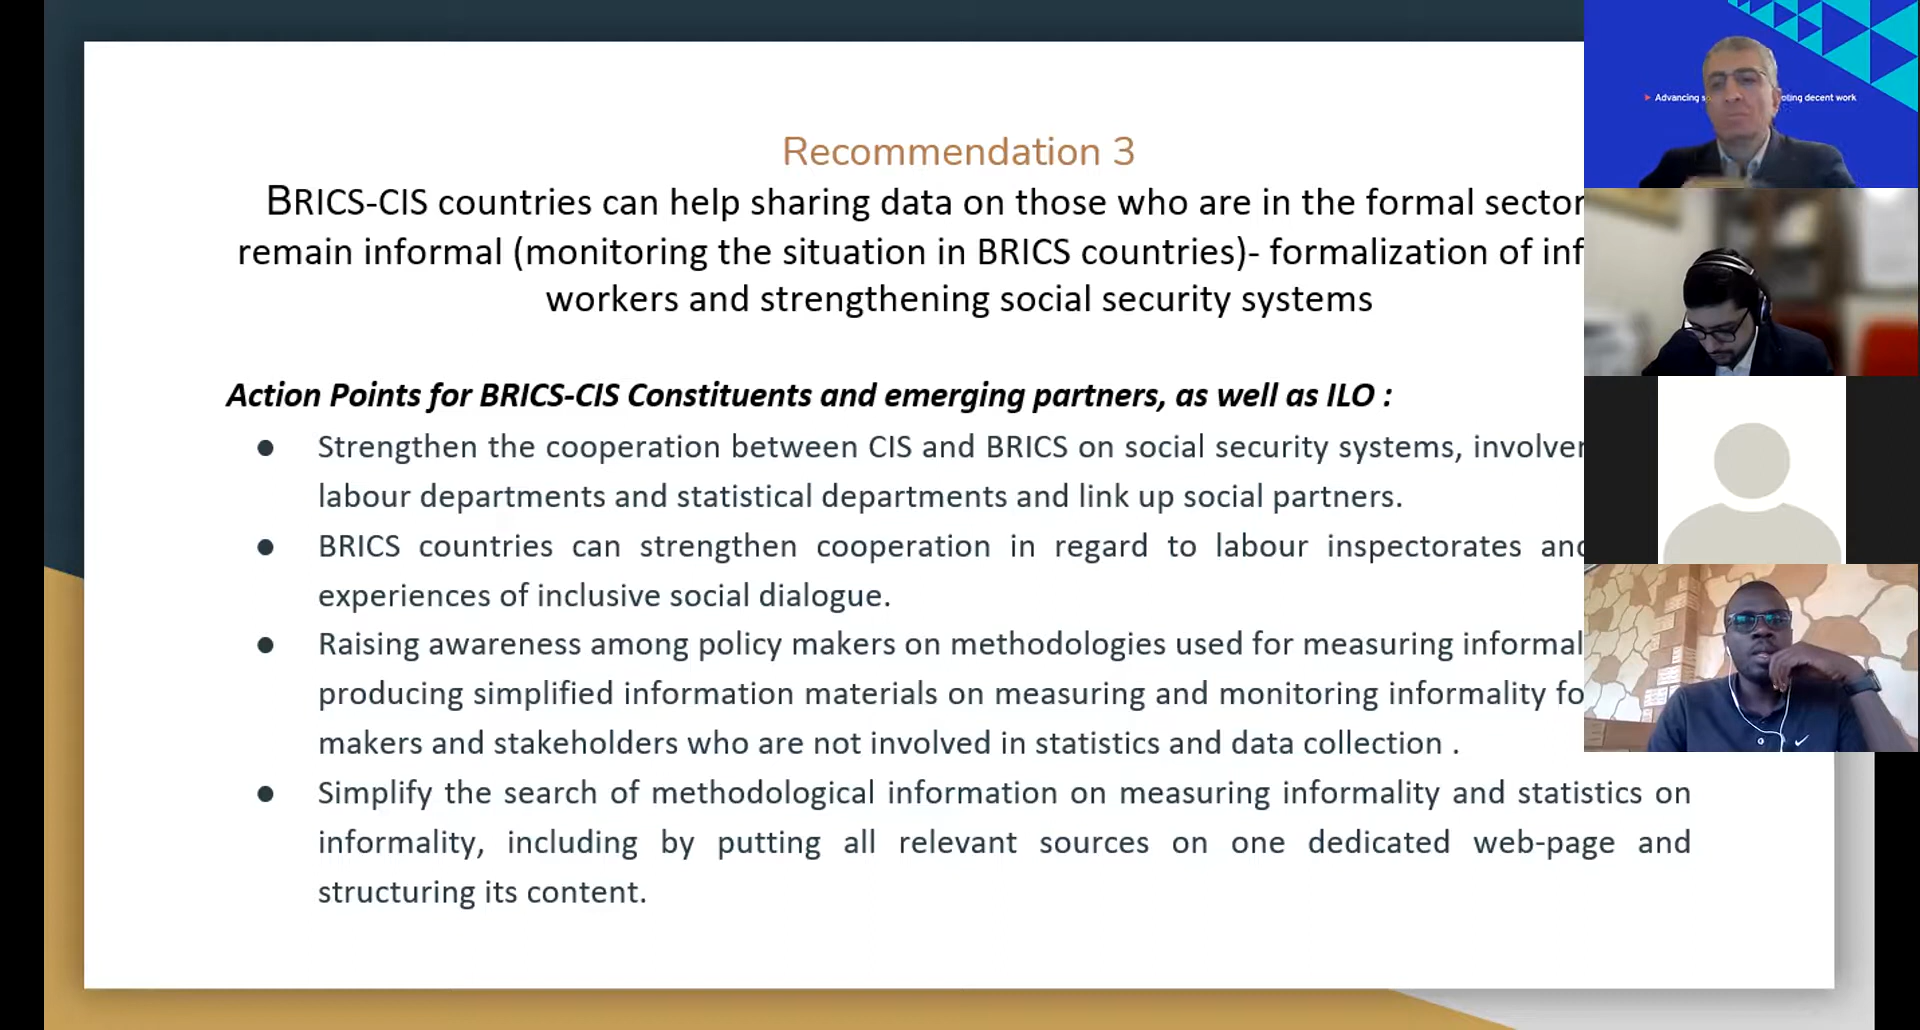 Recommendation 3
BRICS-CIS countries can help sharing data on those who are in the formal sector
remain informal (monitoring the situation in BRICS countries)- formalization of
workers and strengthening social security systems
Action Points for BRICS-CIS Constituents and emerging partners, as well as ILO :
● Strengthen the cooperation between CIS and BRICS on social security systems,
labour departments and statistical departments and link up social partners.
● BRICS countries can strengthen cooperation in regard to labour inspectorates
experiences of inclusive social dialogue.
● Raising awareness among policy makers on methodologies used for measuring
producing simplified information materials on measuring and monitoring informality
makers and stakeholders who are not involved in statistics and data collection .
● Simplify the search of methodological information on measuring informality and statistics on
informality, including by putting all relevant sources on one dedicated web-page and
structuring its content.
Advancing decent work